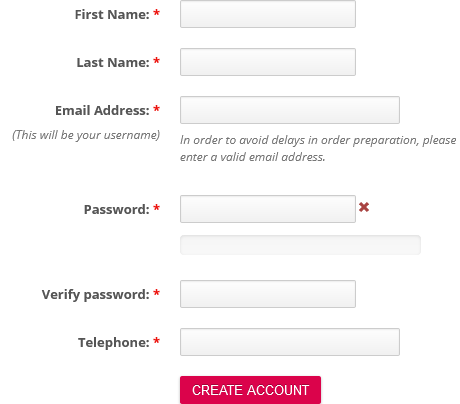 First Name: *
Last Name: *
Email Address: *
(This will be your username)
In order to avoid delays in order preparation, please
enter a valid email address.
Password: *
Verify password: *
Telephone: *
CREATE ACCOUNT